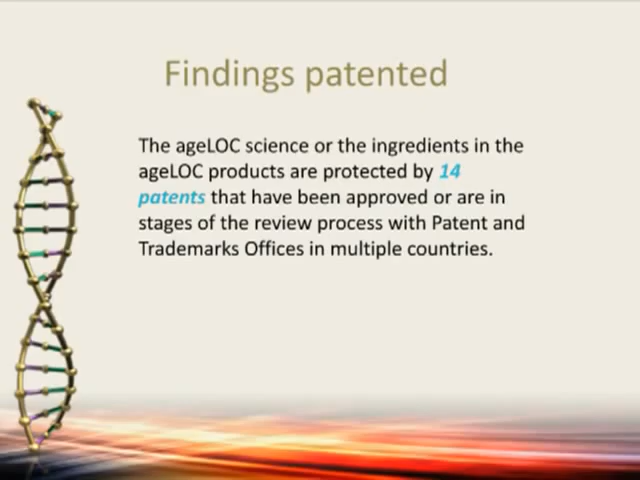 Findings patented
The ageLOC science or the ingredients in the
ageLOC products are protected by 14
patents that have been approved or are in
stages of the review process with Patent and
Trademarks Offices in multiple countries.